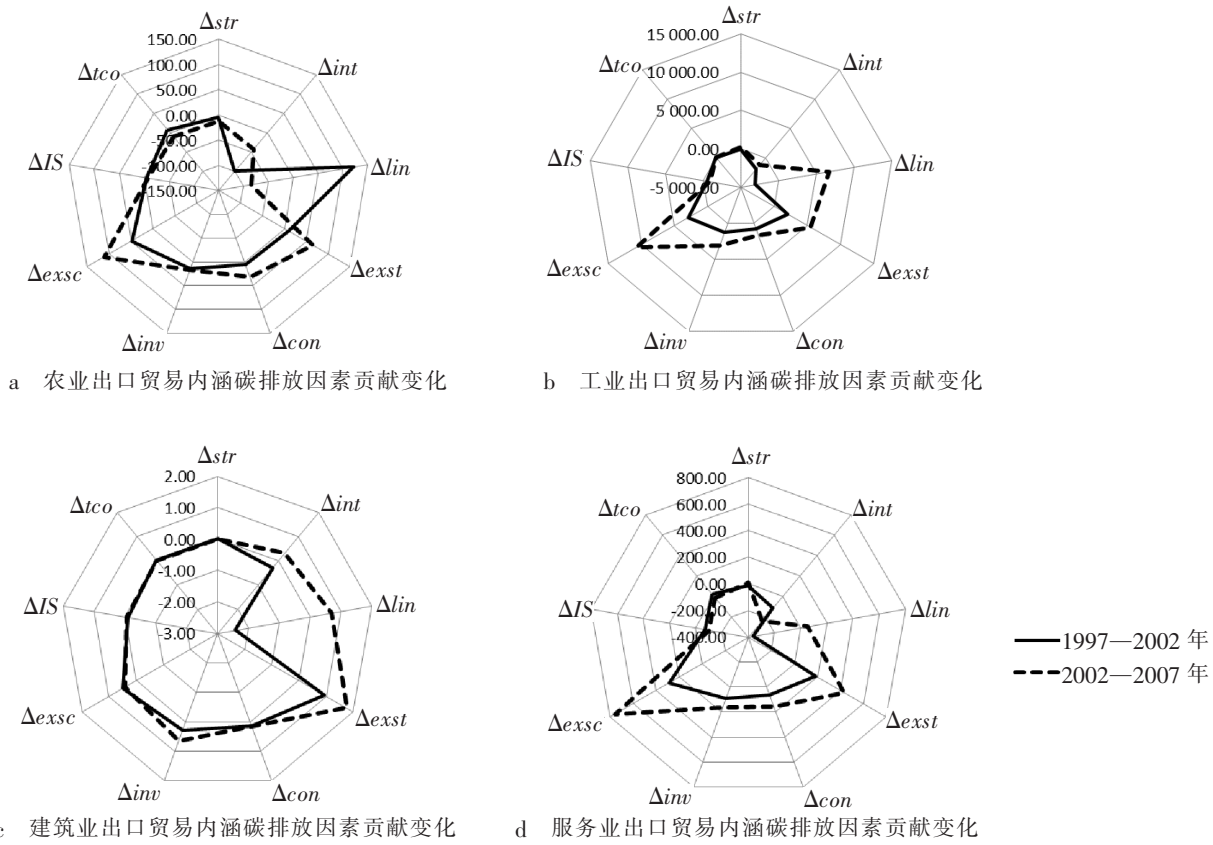 Δstr
150.00
100.00
50.00
0.00
-50.00
-100.00
-150.00
Δint
Δlin
Δexst
Δcon
Δinv
Δexsc
ΔIS
Δtco
a 农业出口贸易内涵碳排放因素贡献变化
Δstr
15 000.00
10 000.00
5 000.00
0.00
-5 000.00
Δint
Δlin
Δexst
Δcon
Δinv
Δexsc
ΔIS
Δtco
b 工业出口贸易内涵碳排放因素贡献变化
Δstr
2.00
1.00
0.00
-1.00
-2.00
-3.00
Δint
Δlin
Δexst
Δcon
Δinv
Δexsc
ΔIS
Δtco
c 建筑业出口贸易内涵碳排放因素贡献变化
Δstr
800.00
600.00
400.00
200.00
0.00
-200.00
-400.00
Δint
Δlin
Δexst
Δcon
Δinv
Δexsc
ΔIS
Δtco
d 服务业出口贸易内涵碳排放因素贡献变化
1997—2002 年
2002—2007 年